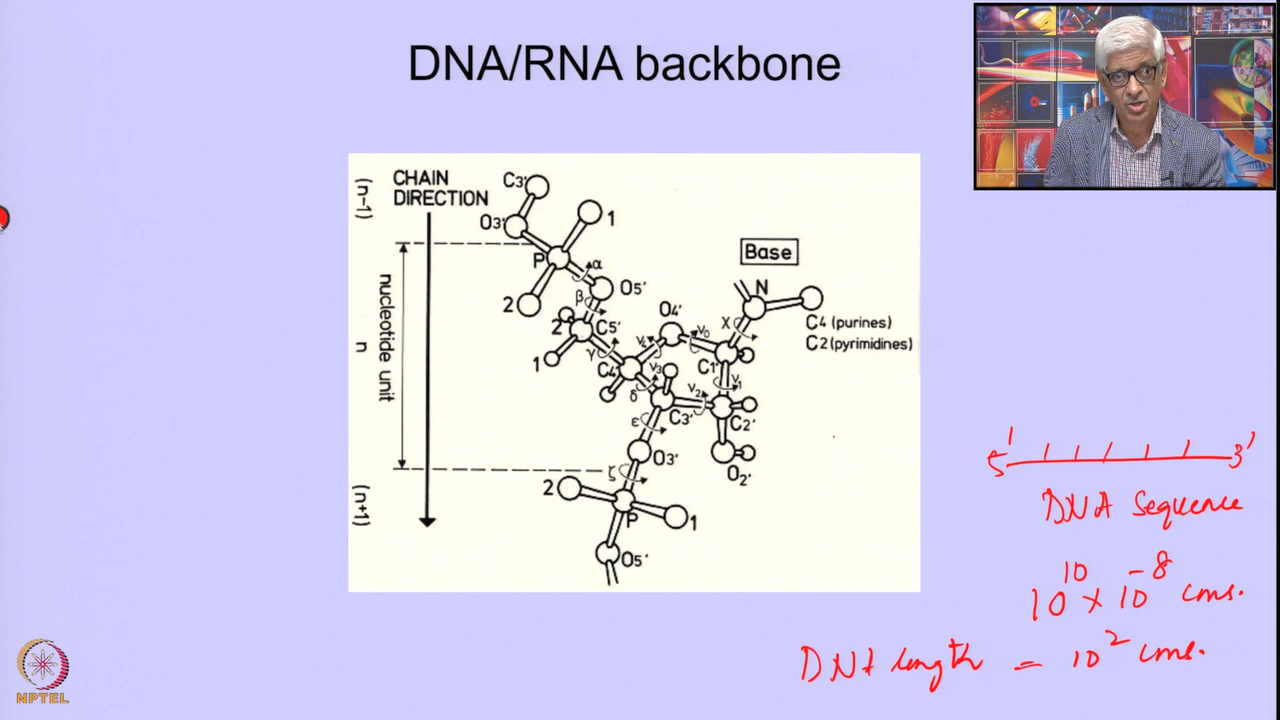 DNA/RNA backbone
CHAIN
DIRECTION
(n-1)
nucleotide unit
n
(n+1)
C3'
O3'
1
P
α
2
β
O5'
2
C5'
1
γ
C4'
O4'
ν4
ν0
ν3
δ
ν2
ν1
C1'
χ
N
Base
C4 (purines)
C2 (pyrimidines)
C3'
C2'
ε
O3'
O2'
ζ
2
P
1
O5'
5' 3'
DNA Sequence
10^10 × 10^-8 cms.
DNA length = 10^2 cms.
NPTEL